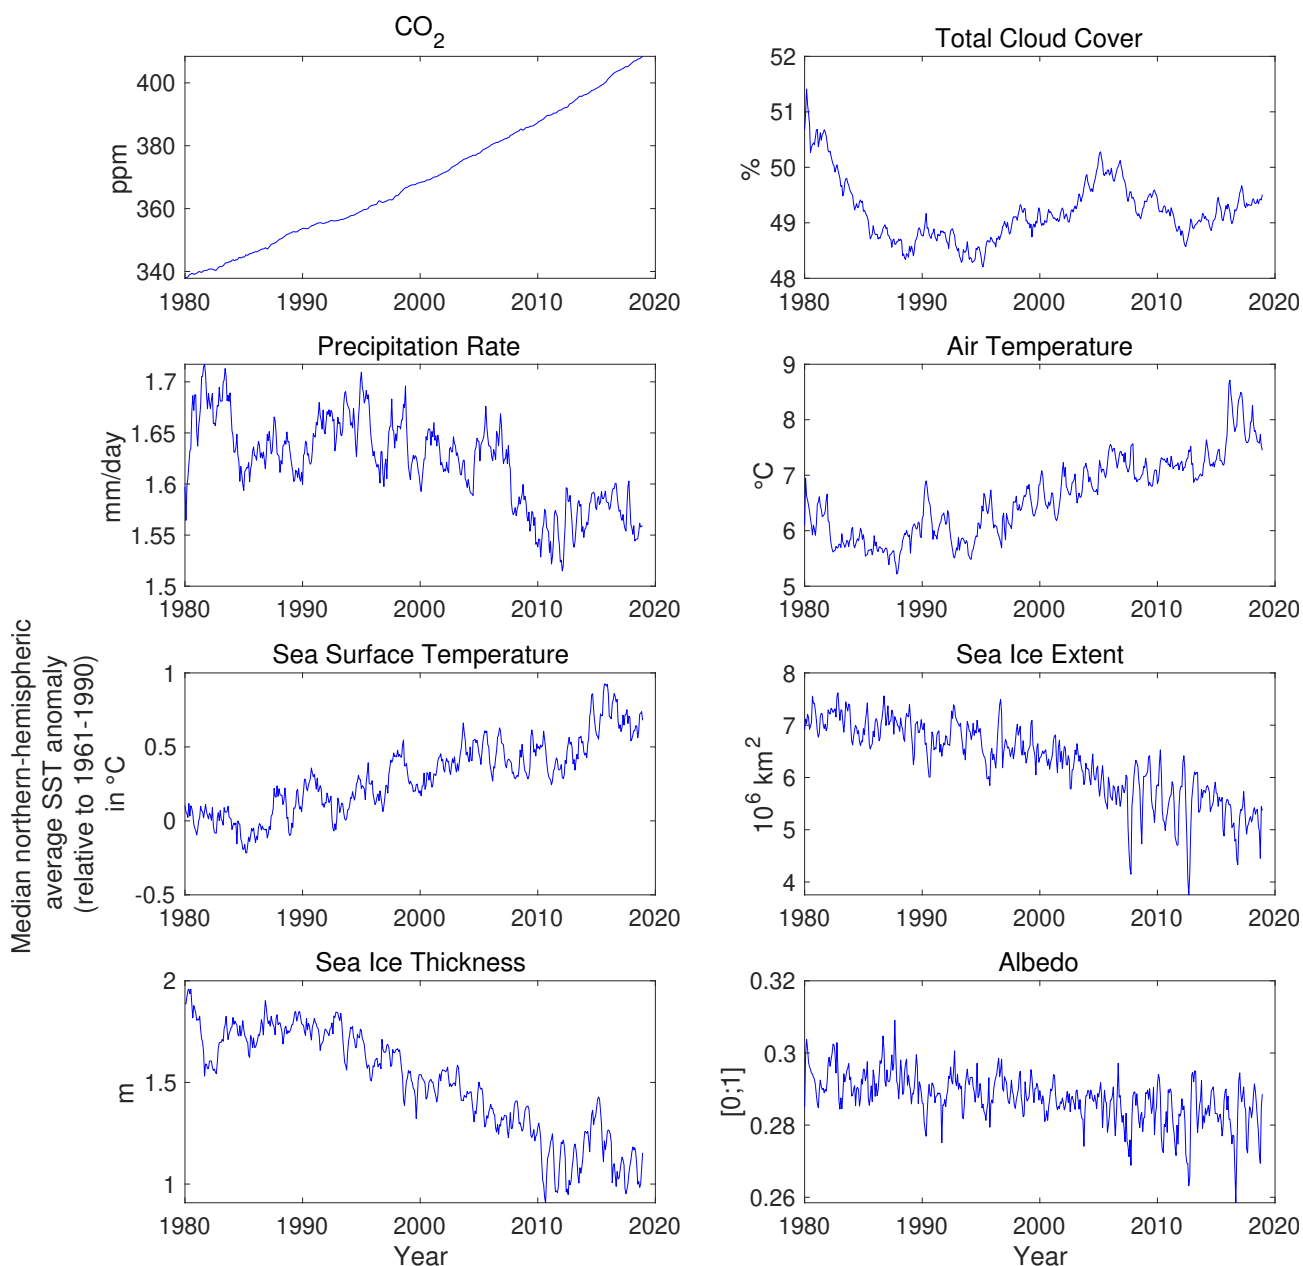 CO2
ppm
400
380
360
340
1980 1990 2000 2010 2020
Total Cloud Cover
%
52
51
50
49
48
1980 1990 2000 2010 2020
Precipitation Rate
mm/day
1.7
1.65
1.6
1.55
1.5
1980 1990 2000 2010 2020
Air Temperature
°C
9
8
7
6
5
1980 1990 2000 2010 2020
Sea Surface Temperature
Median northern-hemispheric
average SST anomaly
(relative to 1961-1990)
in °C
1
0.5
0
-0.5
1980 1990 2000 2010 2020
Sea Ice Extent
10^6 km^2
8
7
6
5
4
1980 1990 2000 2010 2020
Sea Ice Thickness
m
2
1.5
1
1980 1990 2000 2010 2020
Year
Albedo
[0;1]
0.32
0.3
0.28
0.26
1980 1990 2000 2010 2020
Year